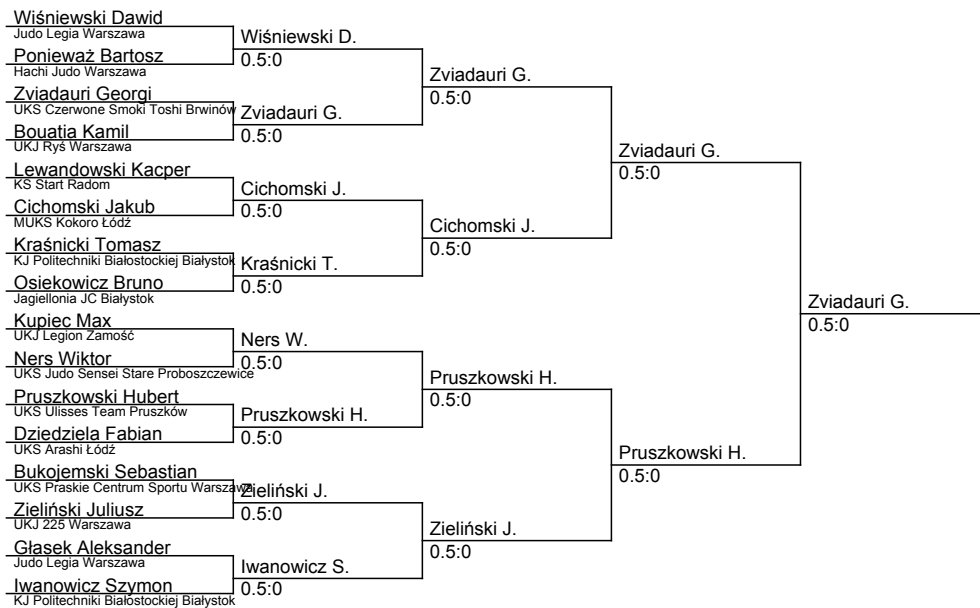 Wiśniewski Dawid
Judo Legia Warszawa
Wiśniewski D.
0.5:0
Ponieważ Bartosz
Hachi Judo Warszawa
Zviadauri G.
0.5:0
Zviadauri Georgi
UKS Czerwone Smoki Toshi Brwinów
Zviadauri G.
0.5:0
Bouatia Kamil
UKJ Ryś Warszawa
Zviadauri G.
0.5:0
Lewandowski Kacper
KS Start Radom
Cichomski J.
0.5:0
Cichomski Jakub
MUKS Kokoro Łódź
Cichomski J.
0.5:0
Kraśnicki Tomasz
KJ Politechniki Białostockiej Białystok
Kraśnicki T.
0.5:0
Osiekowicz Bruno
Jagiellonia JC Białystok
Zviadauri G.
0.5:0
Kupiec Max
UKJ Legion Zamość
Ners W.
0.5:0
Ners Wiktor
UKS Judo Sensei Stare Proboszczewice
Pruszkowski H.
0.5:0
Pruszkowski Hubert
UKS Ulisses Team Pruszków
Pruszkowski H.
0.5:0
Dziedziela Fabian
UKS Arashi Łódź
Pruszkowski H.
0.5:0
Bukojemski Sebastian
UKS Praskie Centrum Sportu Warszawa
Zieliński J.
0.5:0
Zieliński Juliusz
UKJ 225 Warszawa
Zieliński J.
0.5:0
Głasek Aleksander
Judo Legia Warszawa
Iwanowicz S.
0.5:0
Iwanowicz Szymon
KJ Politechniki Białostockiej Białystok